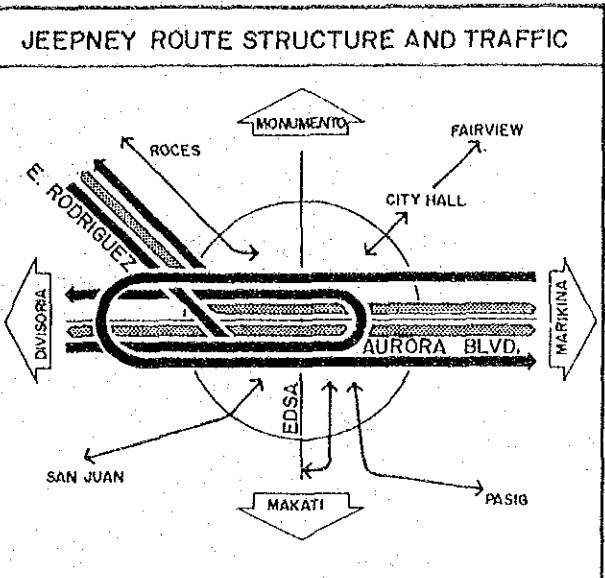 JEEPNEY ROUTE STRUCTURE AND TRAFFIC
MONUMENTO
FAIRVIEW
ROCES
CITY HALL
E. RODRIGUEZ
DIVISORIA
MARIKINA
AURORA BLVD.
EDSA
SAN JUAN
MAKATI
PASIG